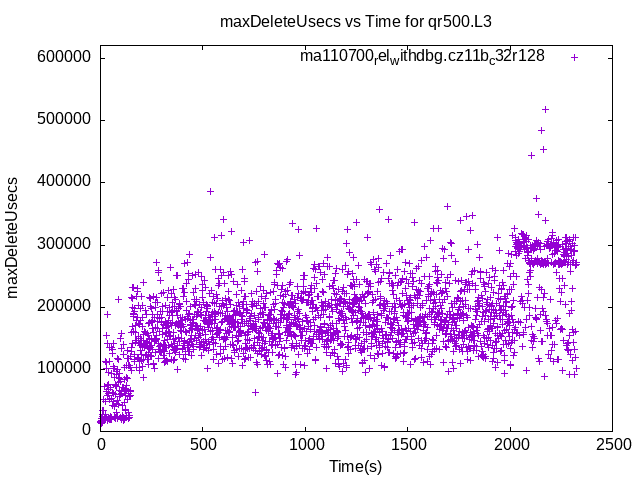 maxDeleteUsecs vs Time for qr500.L3
ma110700relwithdbg.cz11bc32r128
600000
500000
400000
300000
200000
100000
0
maxDeleteUsecs
0 500 1000 1500 2000 2500
Time(s)